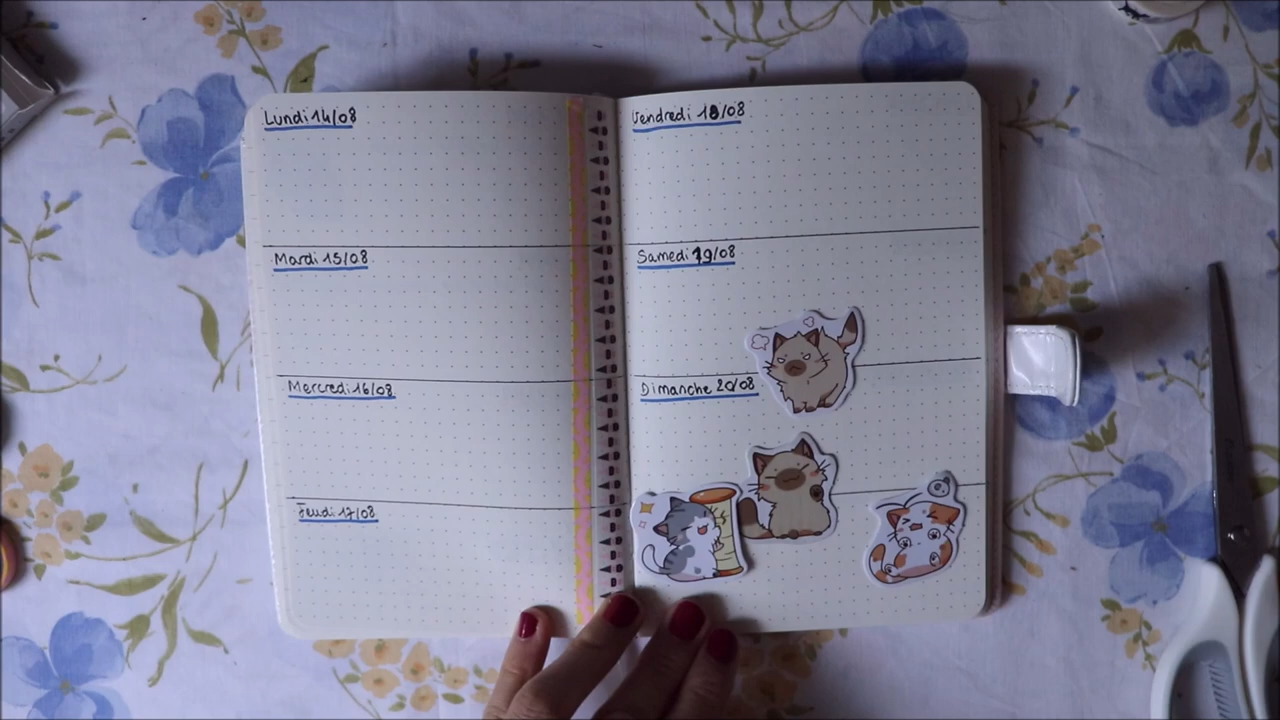 Lundi 14/08
Mardi 15/08
Mercredi 16/08
Jeudi 17/08
Vendredi 18/08
Samedi 19/08
Dimanche 20/08